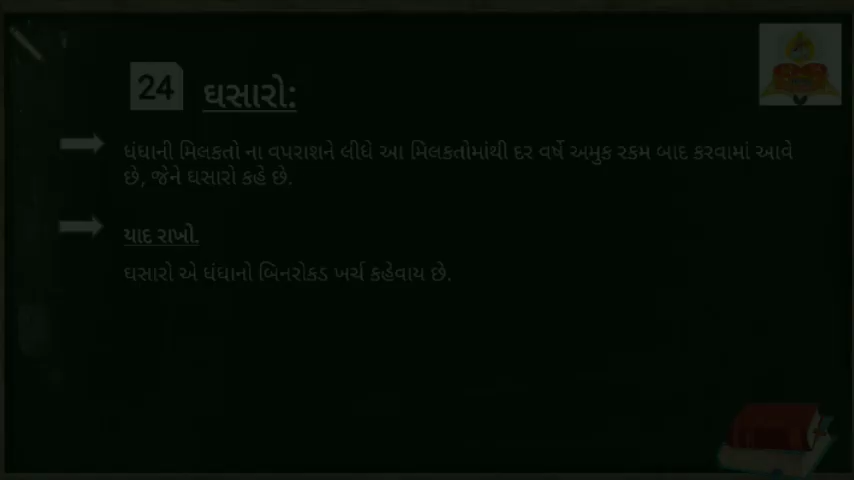 24 ઘસારો:
ધંધાની મિલકતો ના વપરાશને લીધે આ મિલકતોમાંથી દર વર્ષે અમુક રકમ બાદ કરવામાં આવે
છે, જેને ઘસારો કહે છે.
યાદ રાખો.
ઘસારો એ ધંધાનો બિનરોકડ ખર્ચ કહેવાય છે.